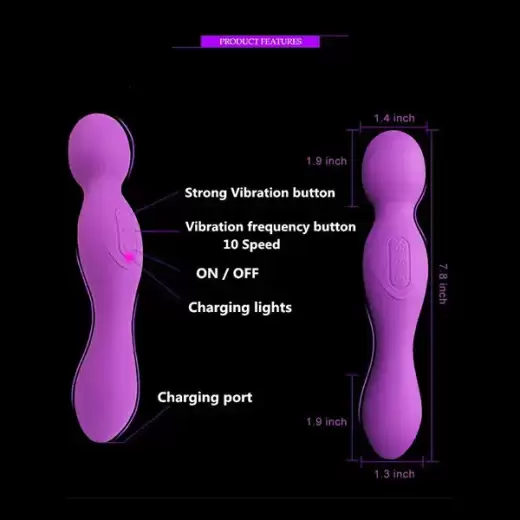 PRODUCT FEATURES
1.4 inch
1.9 inch
Strong Vibration button
Vibration frequency button
10 Speed
7.8 inch
ON / OFF
Charging lights
Charging port
1.9 inch
1.3 inch